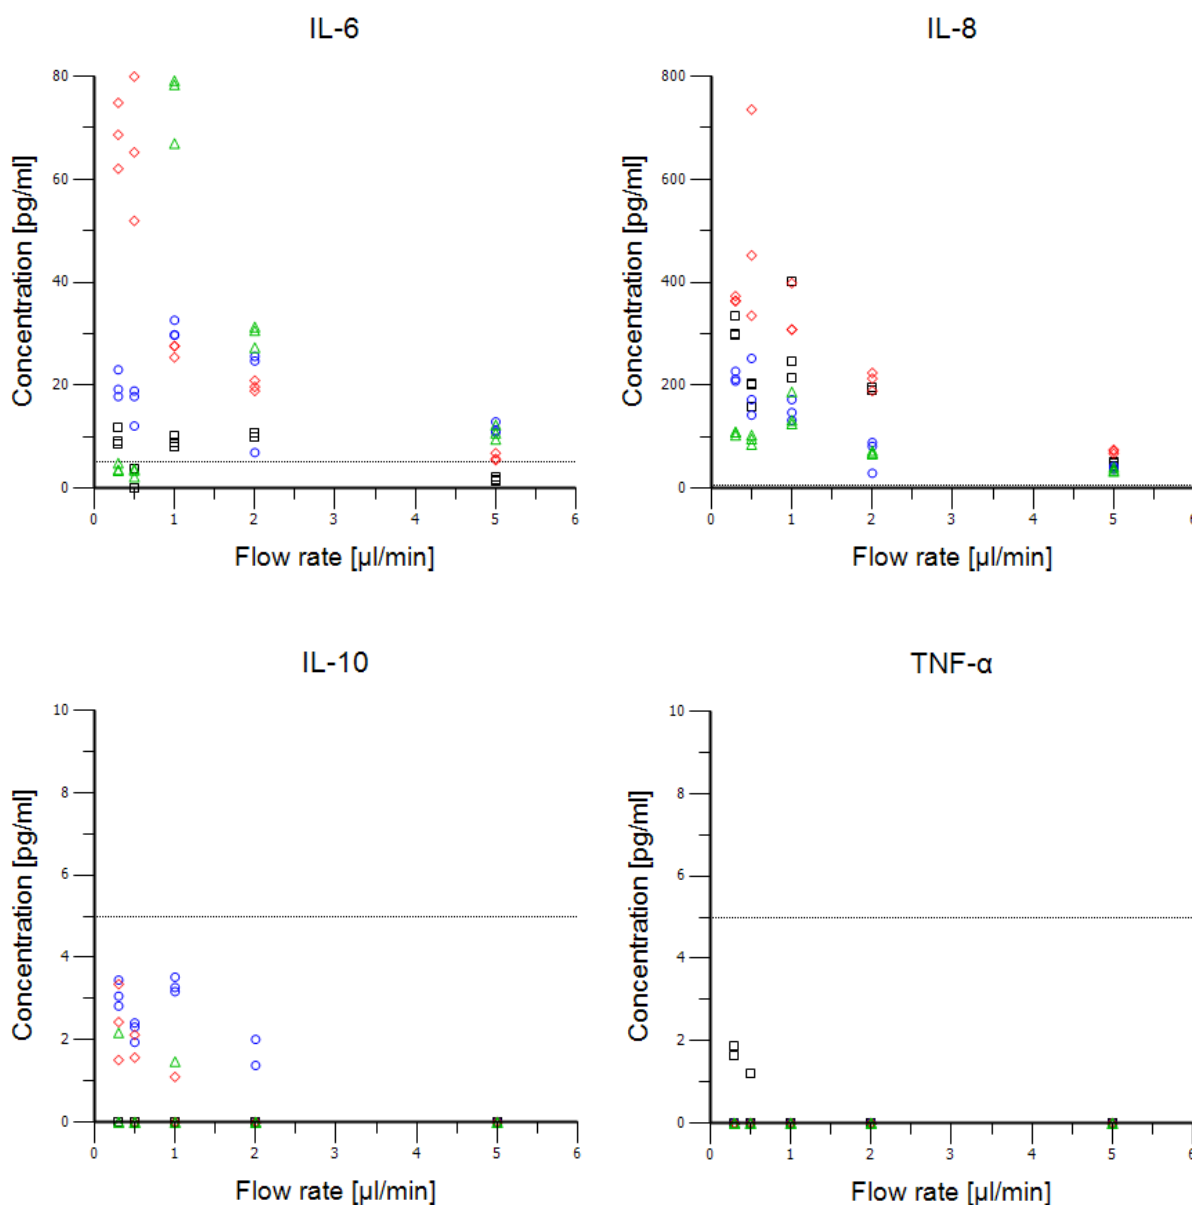 IL-6
IL-8
Concentration [pg/ml]
80
60
40
20
0
0 1 2 3 4 5 6
Flow rate [µl/min]
Concentration [pg/ml]
800
600
400
200
0
0 1 2 3 4 5 6
Flow rate [µl/min]
IL-10
TNF-α
Concentration [pg/ml]
10
8
6
4
2
0
0 1 2 3 4 5 6
Flow rate [µl/min]
Concentration [pg/ml]
10
8
6
4
2
0
0 1 2 3 4 5 6
Flow rate [µl/min]